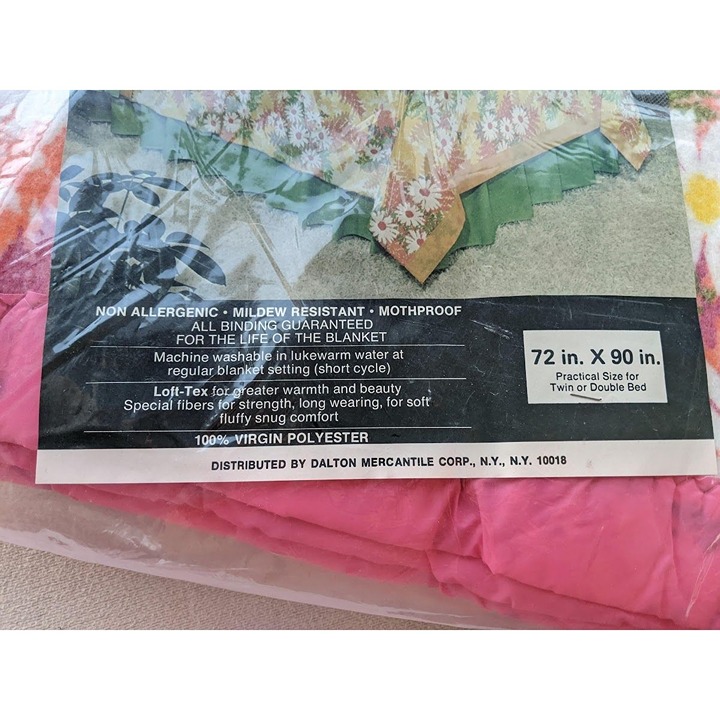 NON ALLERGENIC • MILDEW RESISTANT • MOTHPROOF
ALL BINDING GUARANTEED
FOR THE LIFE OF THE BLANKET
Machine washable in lukewarm water at
regular blanket setting (short cycle)
Loft-Tex for greater warmth and beauty
Special fibers for strength, long wearing, for soft
fluffy snug comfort
100% VIRGIN POLYESTER
72 in. X 90 in.
Practical Size for
Twin or Double Bed
DISTRIBUTED BY DALTON MERCANTILE CORP., N.Y., N.Y. 10018